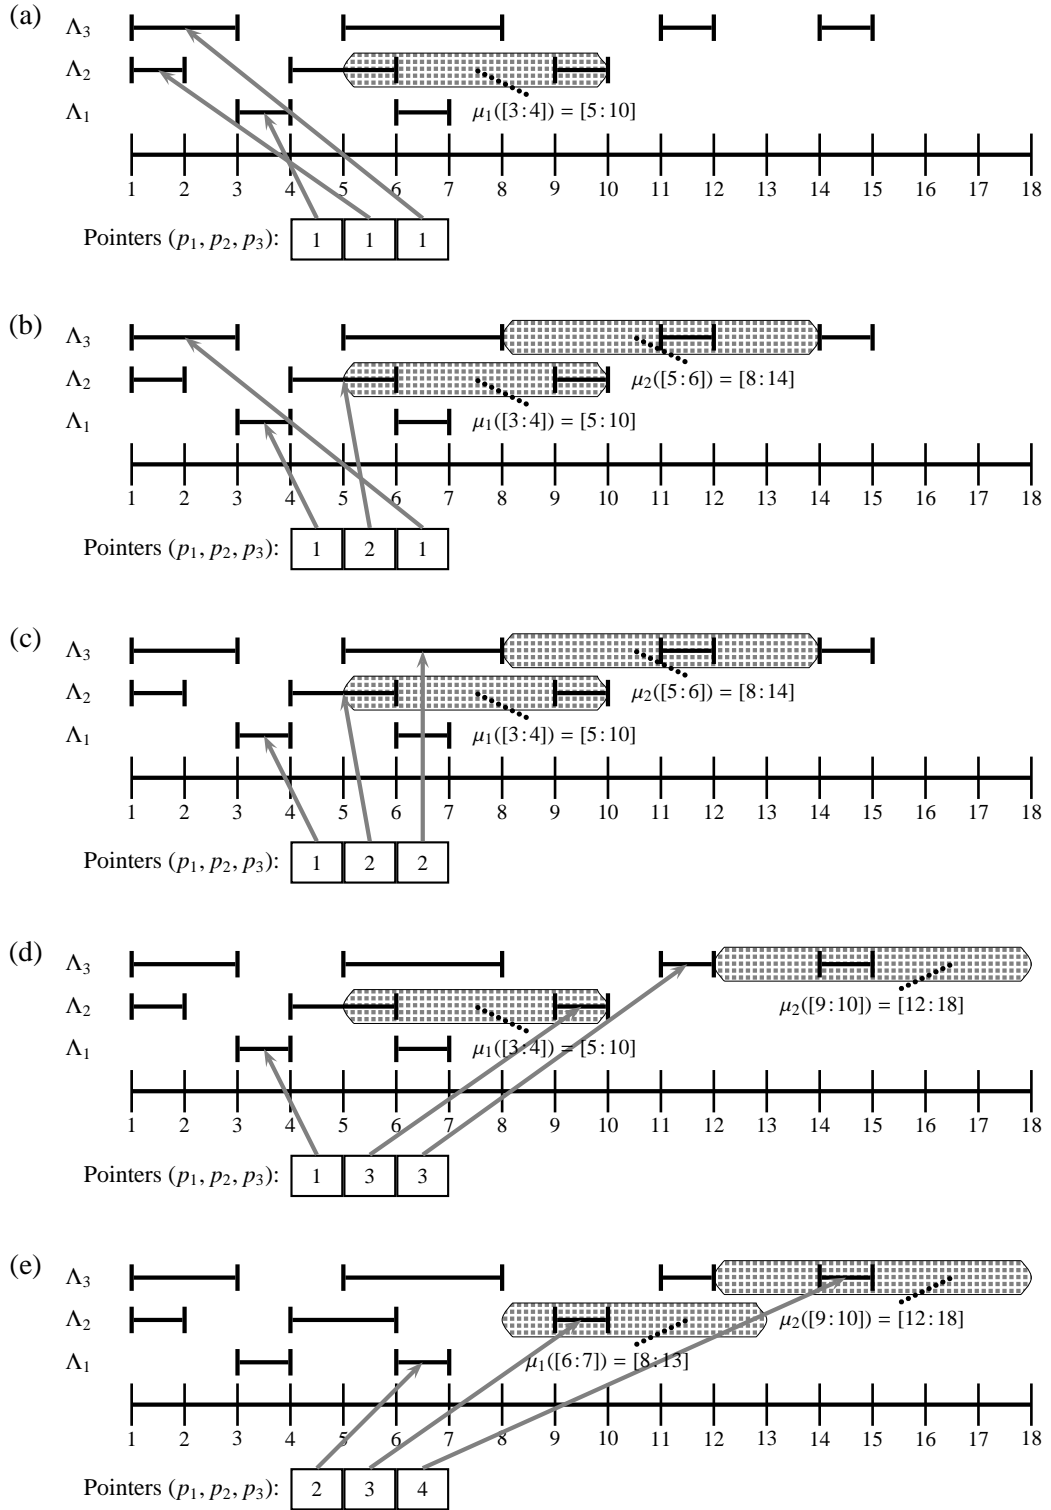 (a)
Λ₃
Λ₂
Λ₁
μ₁([3:4]) = [5:10]
1 2 3 4 5 6 7 8 9 10 11 12 13 14 15 16 17 18
Pointers (p₁, p₂, p₃): 1 1 1
(b)
Λ₃
Λ₂
μ₂([5:6]) = [8:14]
Λ₁
μ₁([3:4]) = [5:10]
1 2 3 4 5 6 7 8 9 10 11 12 13 14 15 16 17 18
Pointers (p₁, p₂, p₃): 1 2 1
(c)
Λ₃
Λ₂
μ₂([5:6]) = [8:14]
Λ₁
μ₁([3:4]) = [5:10]
1 2 3 4 5 6 7 8 9 10 11 12 13 14 15 16 17 18
Pointers (p₁, p₂, p₃): 1 2 2
(d)
Λ₃
Λ₂
μ₂([9:10]) = [12:18]
Λ₁
μ₁([3:4]) = [5:10]
1 2 3 4 5 6 7 8 9 10 11 12 13 14 15 16 17 18
Pointers (p₁, p₂, p₃): 1 3 3
(e)
Λ₃
Λ₂
μ₂([9:10]) = [12:18]
Λ₁
μ₁([6:7]) = [8:13]
1 2 3 4 5 6 7 8 9 10 11 12 13 14 15 16 17 18
Pointers (p₁, p₂, p₃): 2 3 4